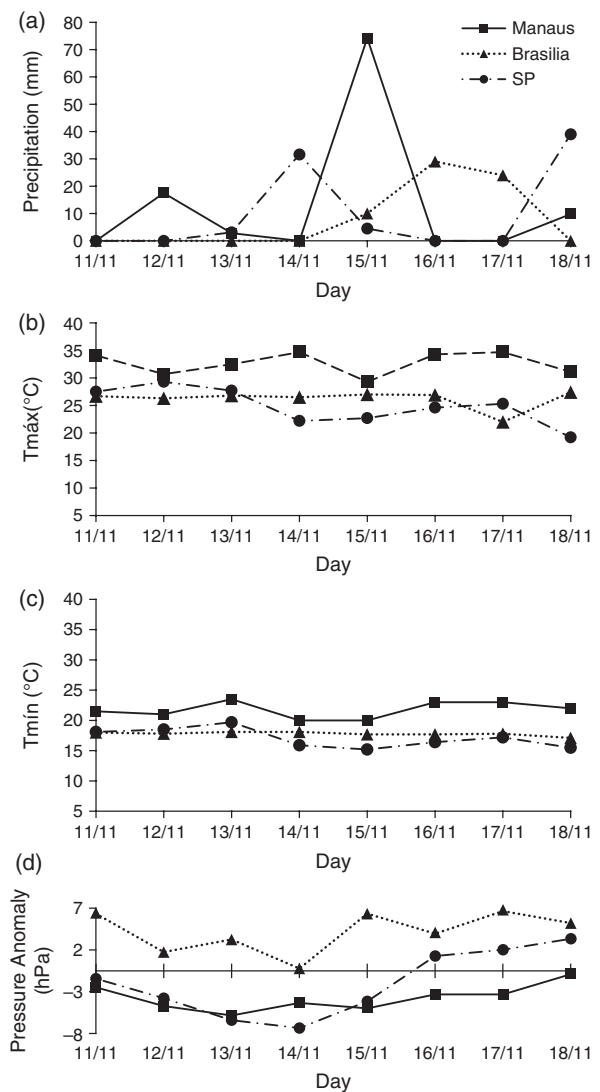 (a)
80
70
60
50
40
30
20
10
0
Precipitation (mm)
Manaus
Brasilia
SP
11/11 12/11 13/11 14/11 15/11 16/11 17/11 18/11
Day
(b)
40
35
30
25
20
15
10
5
Tmáx(°C)
11/11 12/11 13/11 14/11 15/11 16/11 17/11 18/11
Day
(c)
40
35
30
25
20
15
10
5
Tmín (°C)
11/11 12/11 13/11 14/11 15/11 16/11 17/11 18/11
Day
(d)
7
2
−3
−8
Pressure Anomaly
(hPa)
11/11 12/11 13/11 14/11 15/11 16/11 17/11 18/11
Day